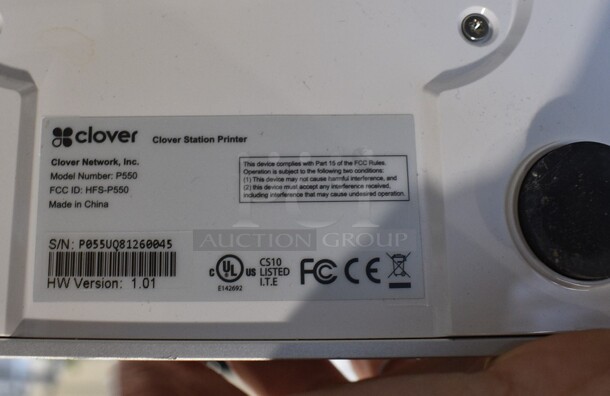 clover Clover Station Printer
Clover Network, Inc.
Model Number: P550
FCC ID: HFS-P550
Made in China
This device complies with Part 15 of the FCC Rules.
Operation is subject to the following two conditions:
(1) This device may not cause harmful interference, and
(2) this device must accept any interference received,
including interference that may cause undesired operation.
S/N: P055UQ81260045
AUCTION GROUP
HW Version: 1.01
c UL us CS10
LISTED
I.T.E
E142692
FC CE